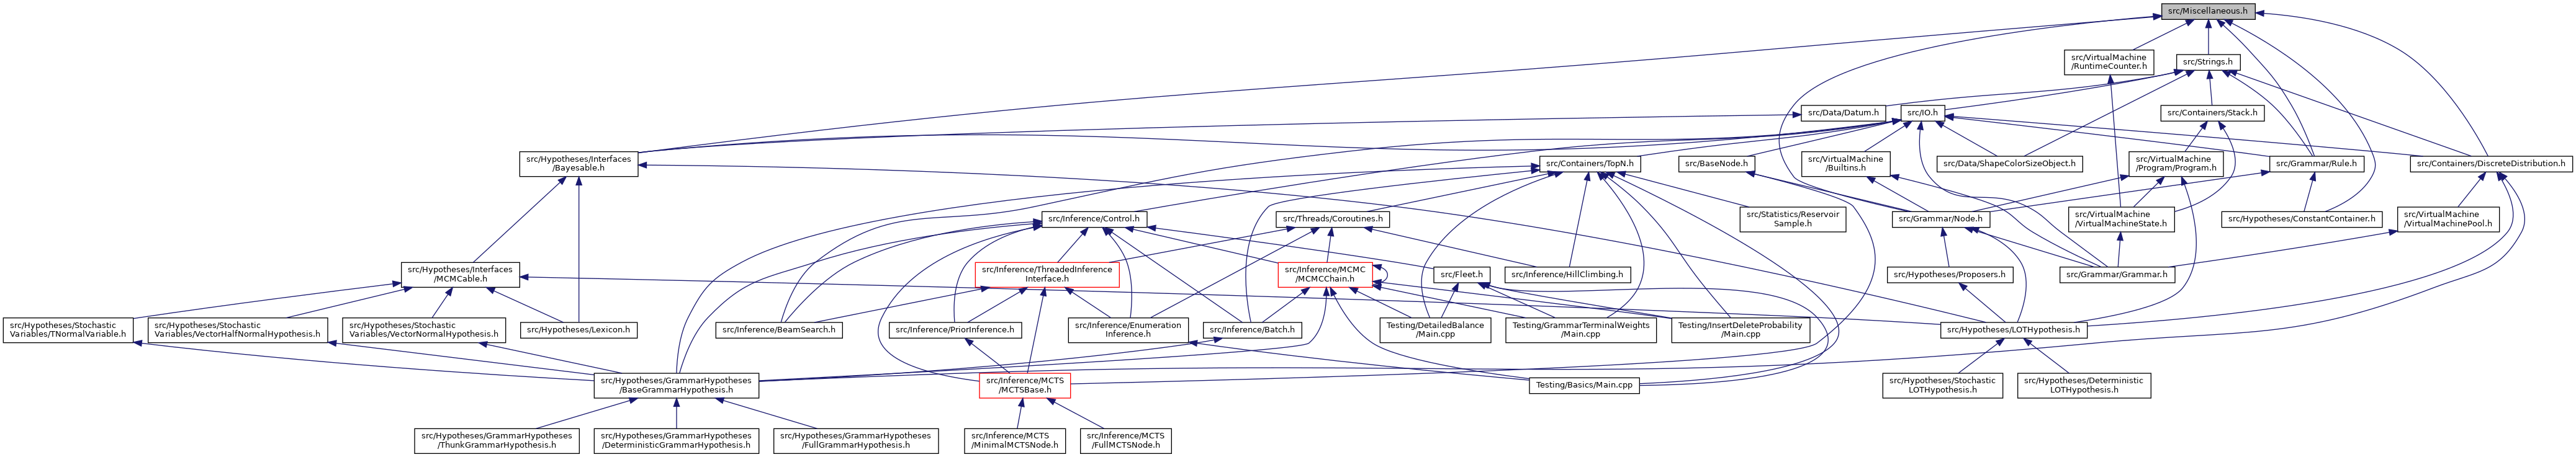 src/Miscellaneous.h
src/VirtualMachine
/RuntimeCounter.h
src/Strings.h
src/Data/Datum.h
src/IO.h
src/Containers/Stack.h
src/Hypotheses/Interfaces
/Bayesable.h
src/Containers/TopN.h
src/BaseNode.h
src/VirtualMachine
/Builtins.h
src/Data/ShapeColorSizeObject.h
src/VirtualMachine
/Program/Program.h
src/Grammar/Rule.h
src/Containers/DiscreteDistribution.h
src/Inference/Control.h
src/Threads/Coroutines.h
src/Statistics/Reservoir
Sample.h
src/Grammar/Node.h
src/VirtualMachine
/VirtualMachineState.h
src/Hypotheses/ConstantContainer.h
src/VirtualMachine
/VirtualMachinePool.h
src/Hypotheses/Interfaces
/MCMCable.h
src/Inference/ThreadedInference
Interface.h
src/Inference/MCMC
/MCMCChain.h
src/Fleet.h
src/Inference/HillClimbing.h
src/Hypotheses/Proposers.h
src/Grammar/Grammar.h
src/Hypotheses/Stochastic
Variables/TNormalVariable.h
src/Hypotheses/Stochastic
Variables/VectorHalfNormalHypothesis.h
src/Hypotheses/Stochastic
Variables/VectorNormalHypothesis.h
src/Hypotheses/Lexicon.h
src/Inference/BeamSearch.h
src/Inference/PriorInference.h
src/Inference/Enumeration
Inference.h
src/Inference/Batch.h
Testing/DetailedBalance
/Main.cpp
Testing/GrammarTerminalWeights
/Main.cpp
Testing/InsertDeleteProbability
/Main.cpp
src/Hypotheses/LOTHypothesis.h
src/Hypotheses/GrammarHypotheses
/BaseGrammarHypothesis.h
src/Inference/MCTS
/MCTSBase.h
Testing/Basics/Main.cpp
src/Hypotheses/Stochastic
LOTHypothesis.h
src/Hypotheses/Deterministic
LOTHypothesis.h
src/Hypotheses/GrammarHypotheses
/ThunkGrammarHypothesis.h
src/Hypotheses/GrammarHypotheses
/DeterministicGrammarHypothesis.h
src/Hypotheses/GrammarHypotheses
/FullGrammarHypothesis.h
src/Inference/MCTS
/MinimalMCTSNode.h
src/Inference/MCTS
/FullMCTSNode.h